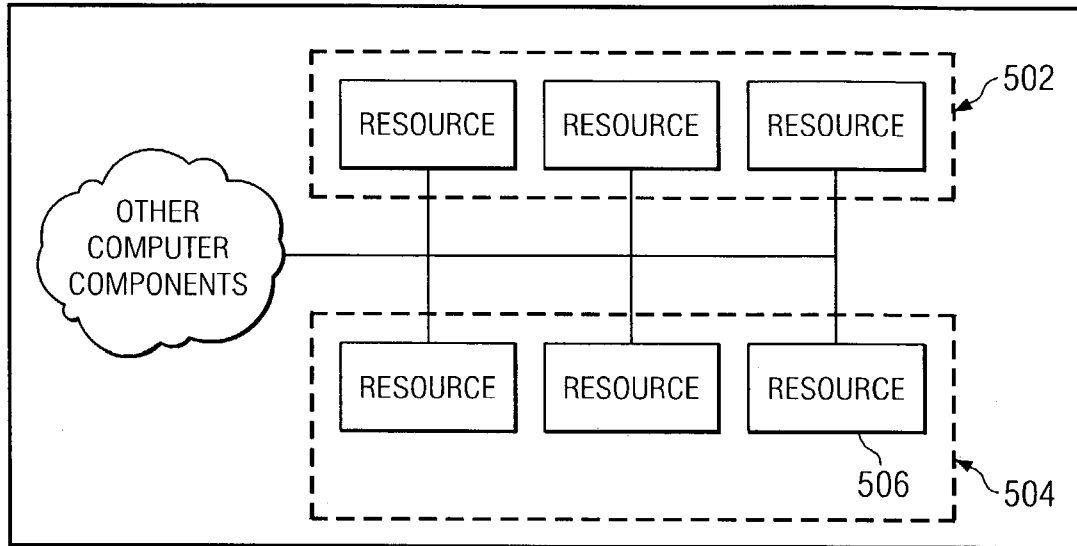 RESOURCE RESOURCE RESOURCE
502
OTHER
COMPUTER
COMPONENTS
RESOURCE RESOURCE RESOURCE
506
504